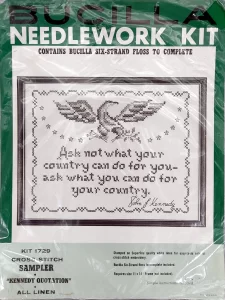 BUCILLA
NEEDLEWORK KIT
CONTAINS BUCILLA SIX-STRAND FLOSS TO COMPLETE
Ask not what your
country can do for you–
ask what you can do for
your country.
John F. Kennedy
KIT 1729
CROSS STITCH
SAMPLER
"KENNEDY QUOTATION"
ALL LINEN